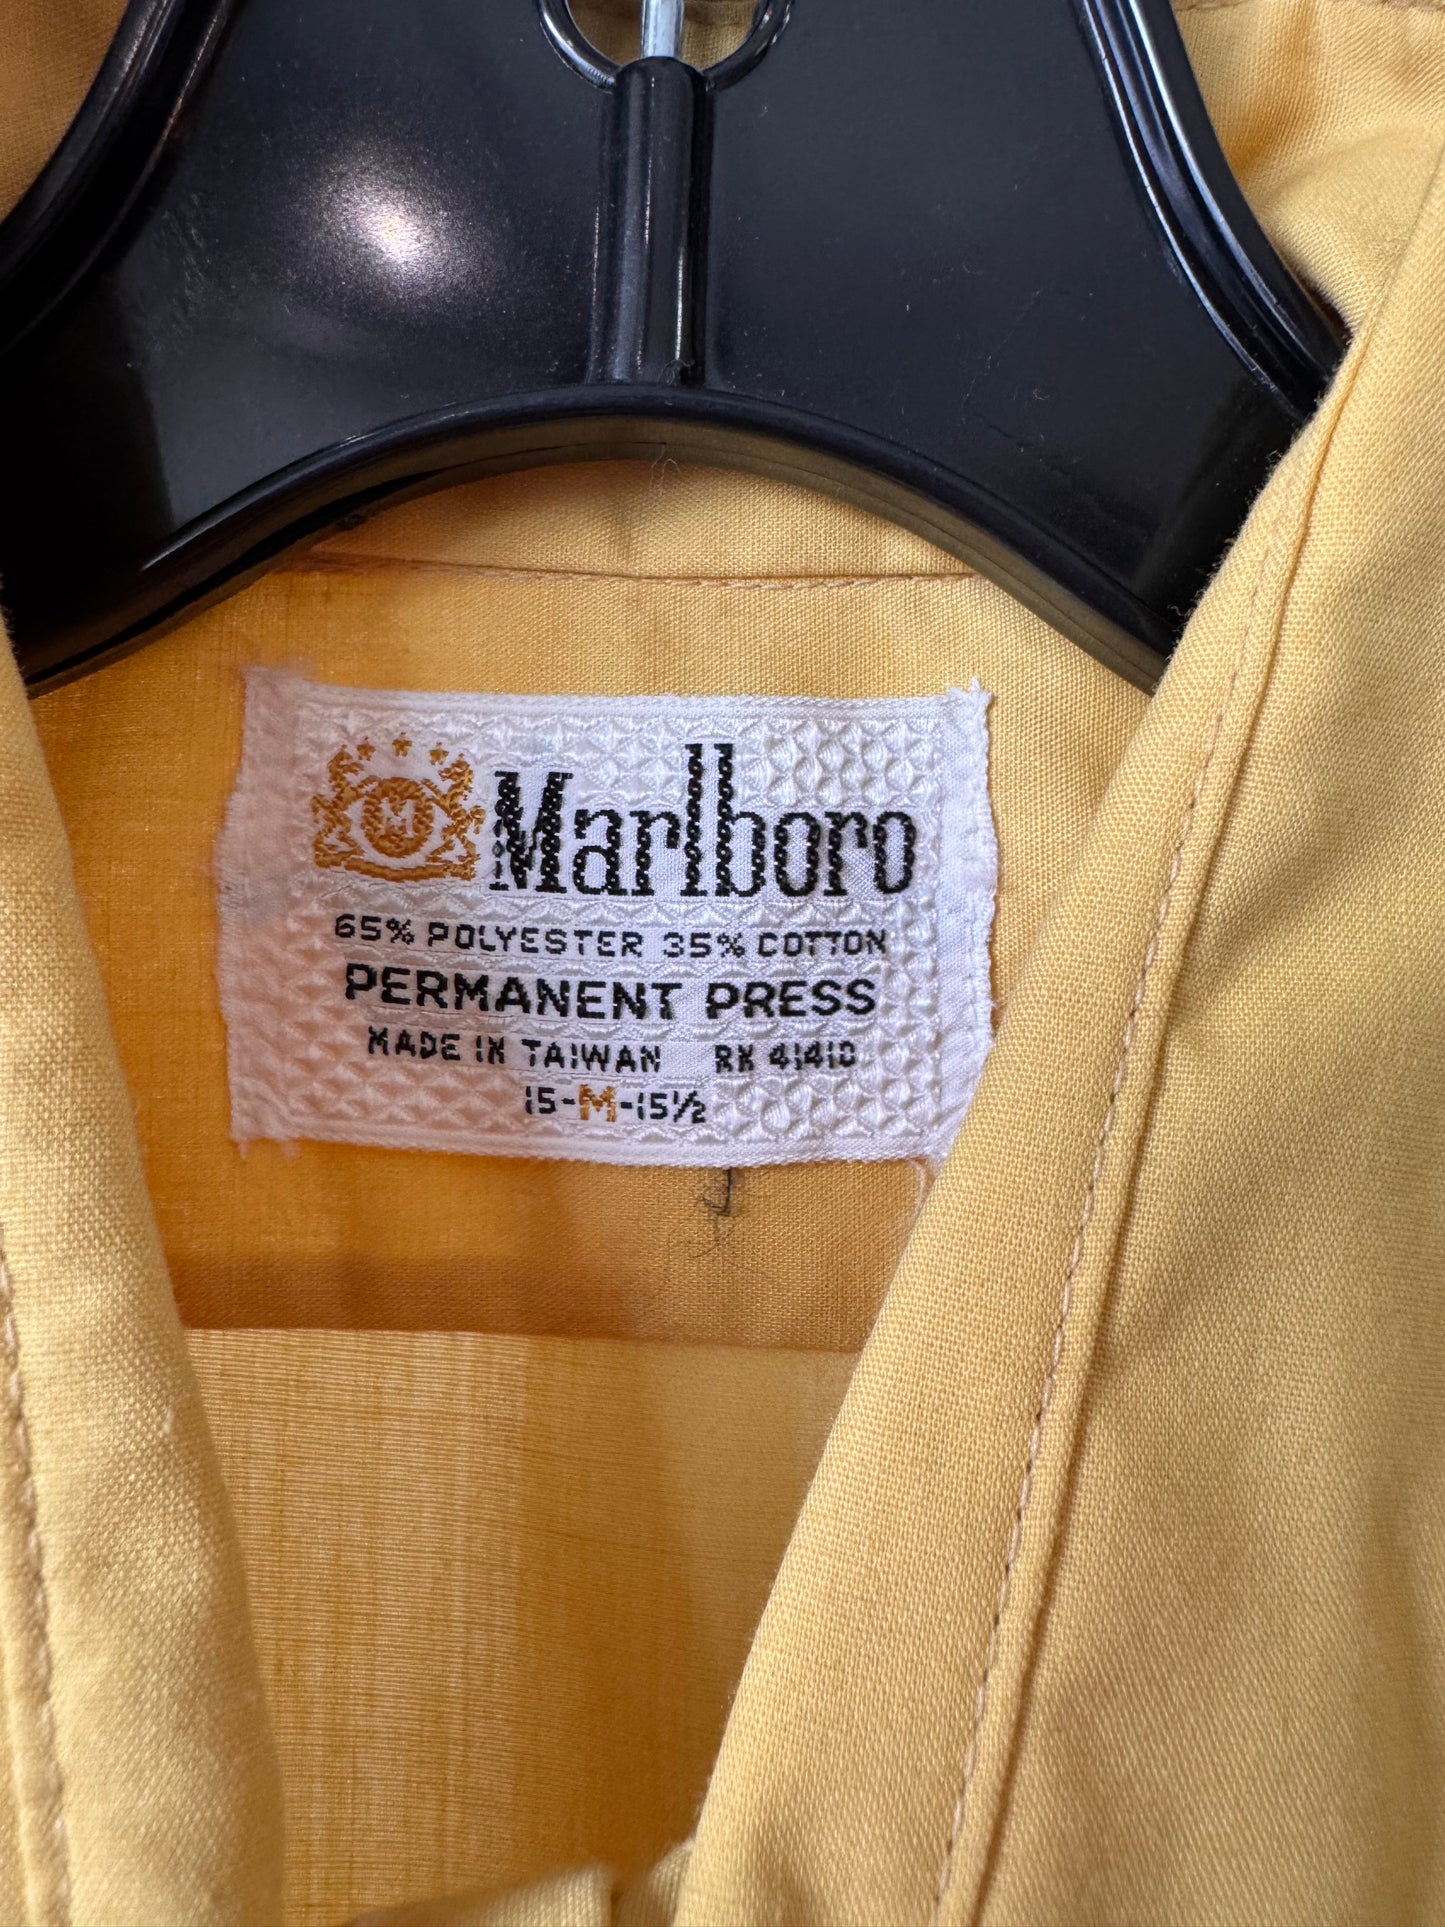 M
Marlboro
65% POLYESTER 35% COTTON
PERMANENT PRESS
MADE IN TAIWAN RN 41410
15-M-15½